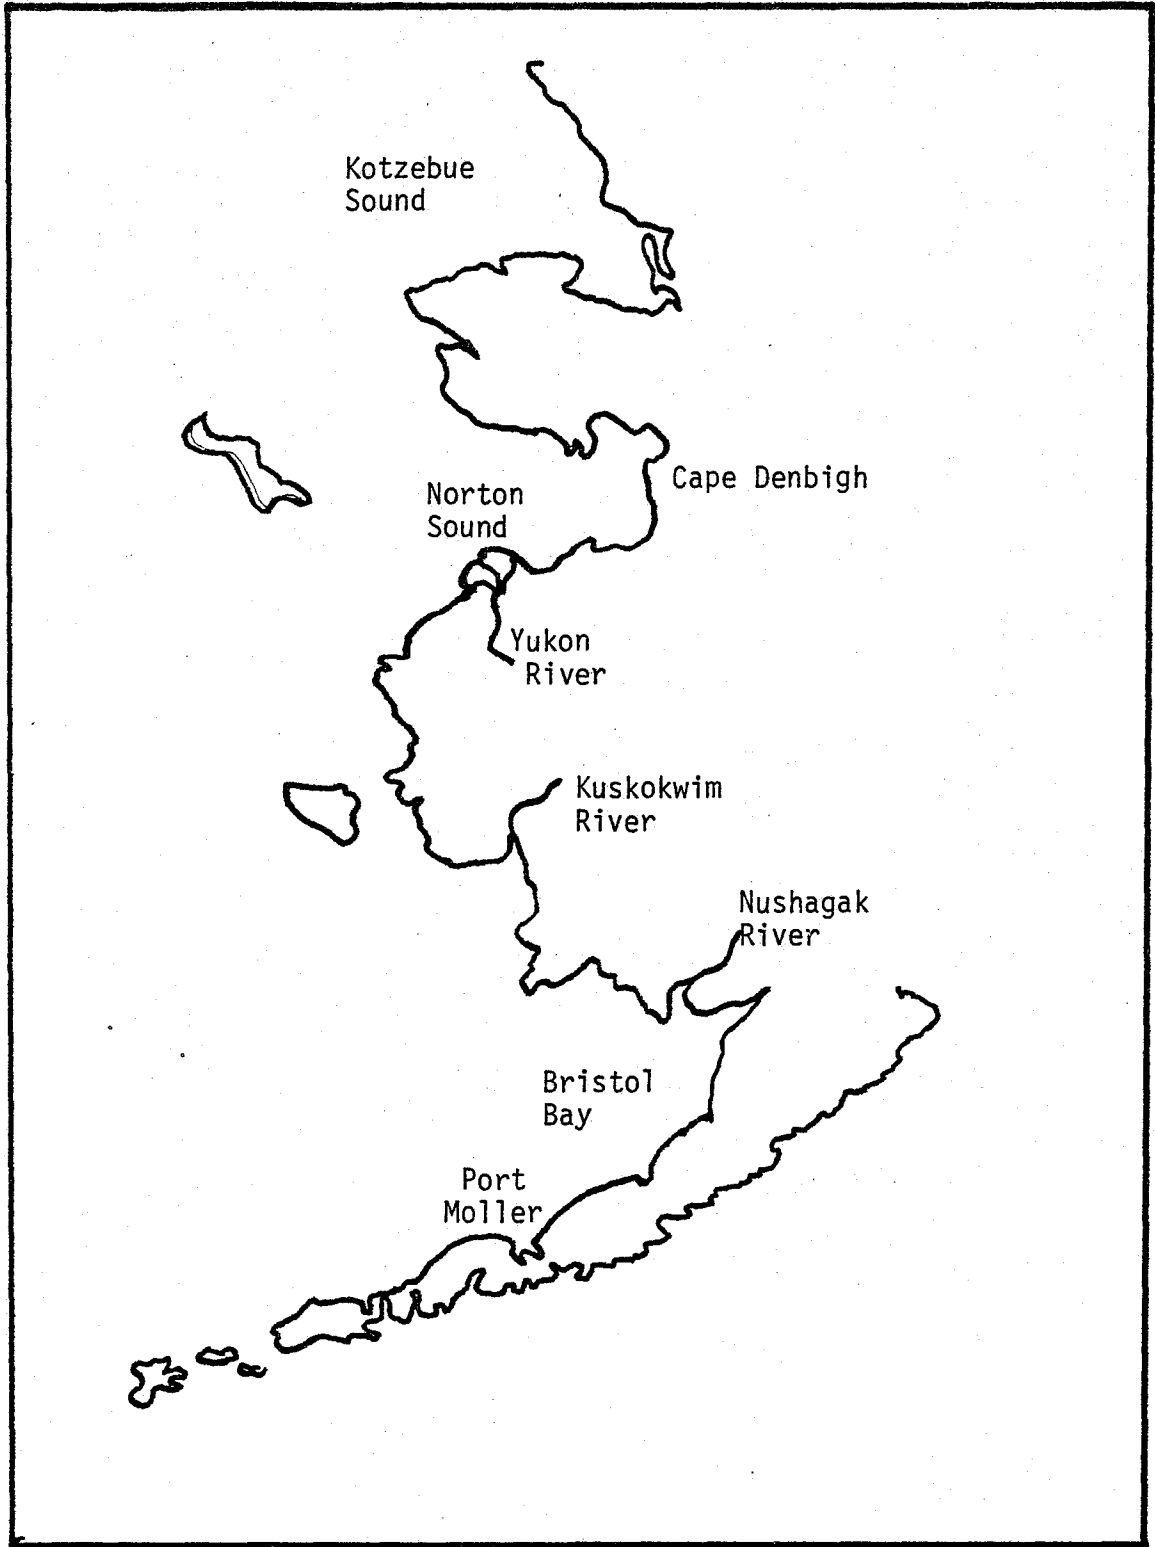 Kotzebue
Sound
Cape Denbigh
Norton
Sound
Yukon
River
Kuskokwim
River
Nushagak
River
Bristol
Bay
Port
Moller